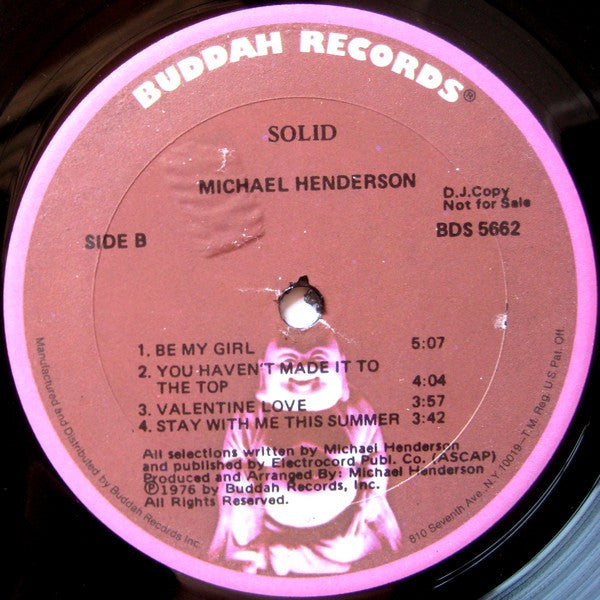 BUDDAH RECORDS®
SOLID
MICHAEL HENDERSON
D.J.Copy
Not for Sale
SIDE B
BDS 5662
1. BE MY GIRL 5:07
2. YOU HAVEN'T MADE IT TO
THE TOP 4:04
3. VALENTINE LOVE 3:57
4. STAY WITH ME THIS SUMMER 3:42
All selections written by Michael Henderson
and published by Electrocord Publ. Co. (ASCAP)
Produced and Arranged By: Michael Henderson
Ⓟ1976 by Buddah Records, Inc.
All Rights Reserved.
Manufactured and Distributed by Buddah Records Inc.
810 Seventh Ave. N.Y. 10019–T.M. Reg. U.S. Pat. Off.